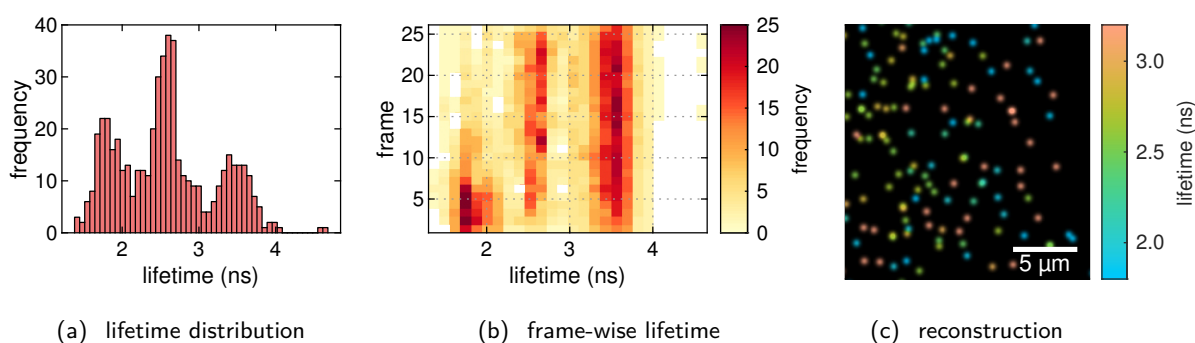 40
30
20
10
0
frequency
2
3
4
lifetime (ns)
25
20
15
10
5
frame
2
3
4
lifetime (ns)
25
20
15
10
5
0
frequency
5 µm
3.0
2.5
2.0
lifetime (ns)
(a) lifetime distribution
(b) frame-wise lifetime
(c) reconstruction